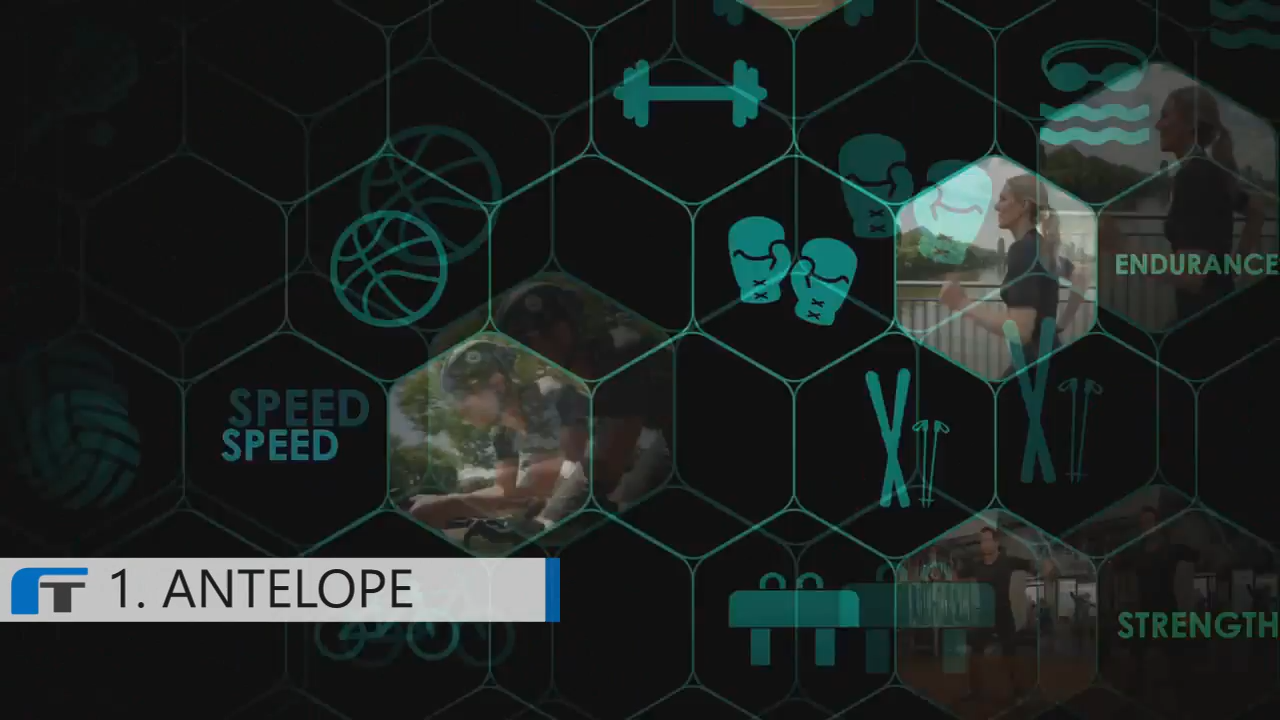 ENDURANCE
SPEED
SPEED
1. ANTELOPE
STRENGTH